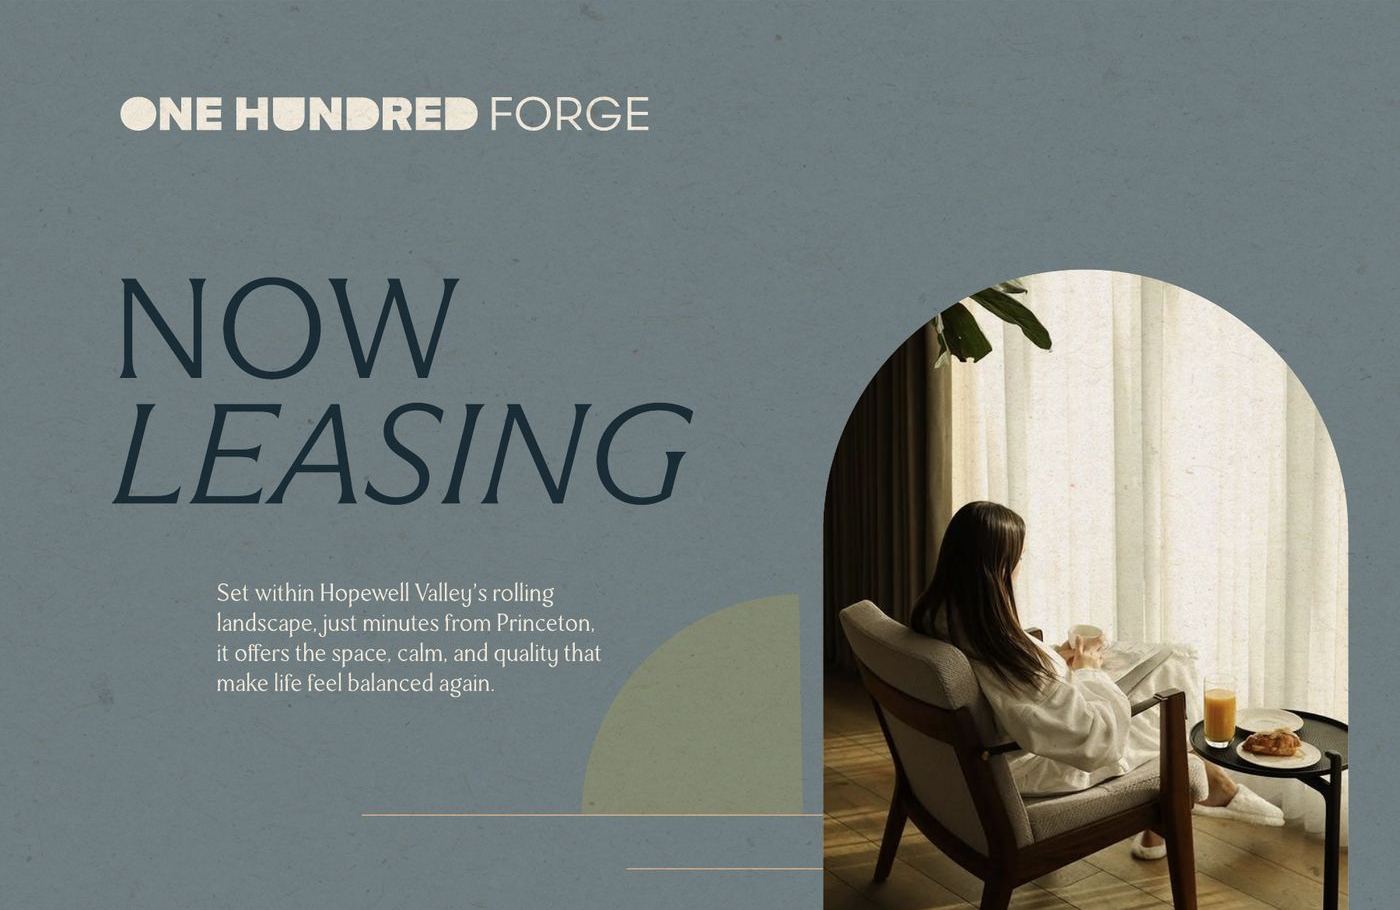 ONE HUNDRED FORGE
NOW
LEASING
Set within Hopewell Valley's rolling
landscape, just minutes from Princeton,
it offers the space, calm, and quality that
make life feel balanced again.